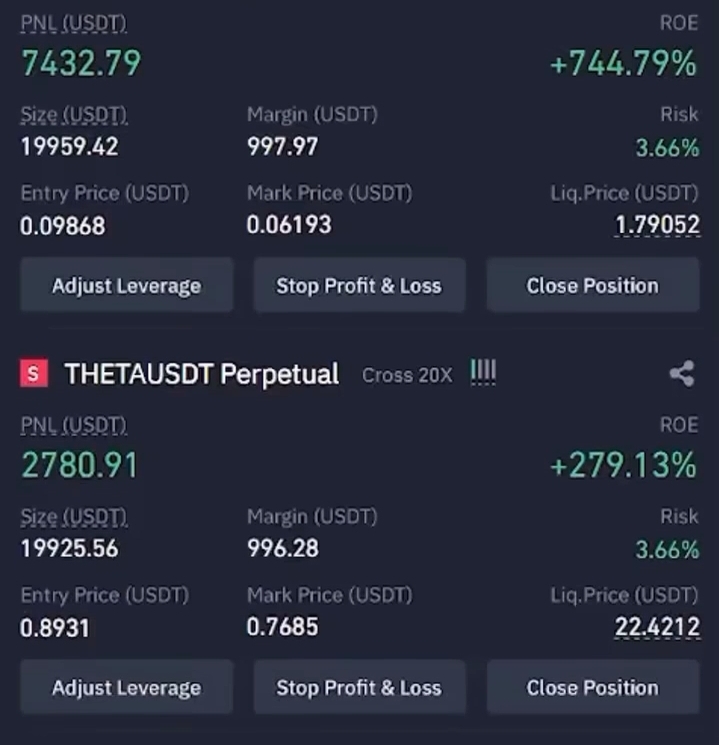 PNL (USDT) ROE
7432.79 +744.79%
Size (USDT) Margin (USDT) Risk
19959.42 997.97 3.66%
Entry Price (USDT) Mark Price (USDT) Liq.Price (USDT)
0.09868 0.06193 1.79052
Adjust Leverage Stop Profit & Loss Close Position
S THETAUSDT Perpetual Cross 20X
PNL (USDT) ROE
2780.91 +279.13%
Size (USDT) Margin (USDT) Risk
19925.56 996.28 3.66%
Entry Price (USDT) Mark Price (USDT) Liq.Price (USDT)
0.8931 0.7685 22.4212
Adjust Leverage Stop Profit & Loss Close Position